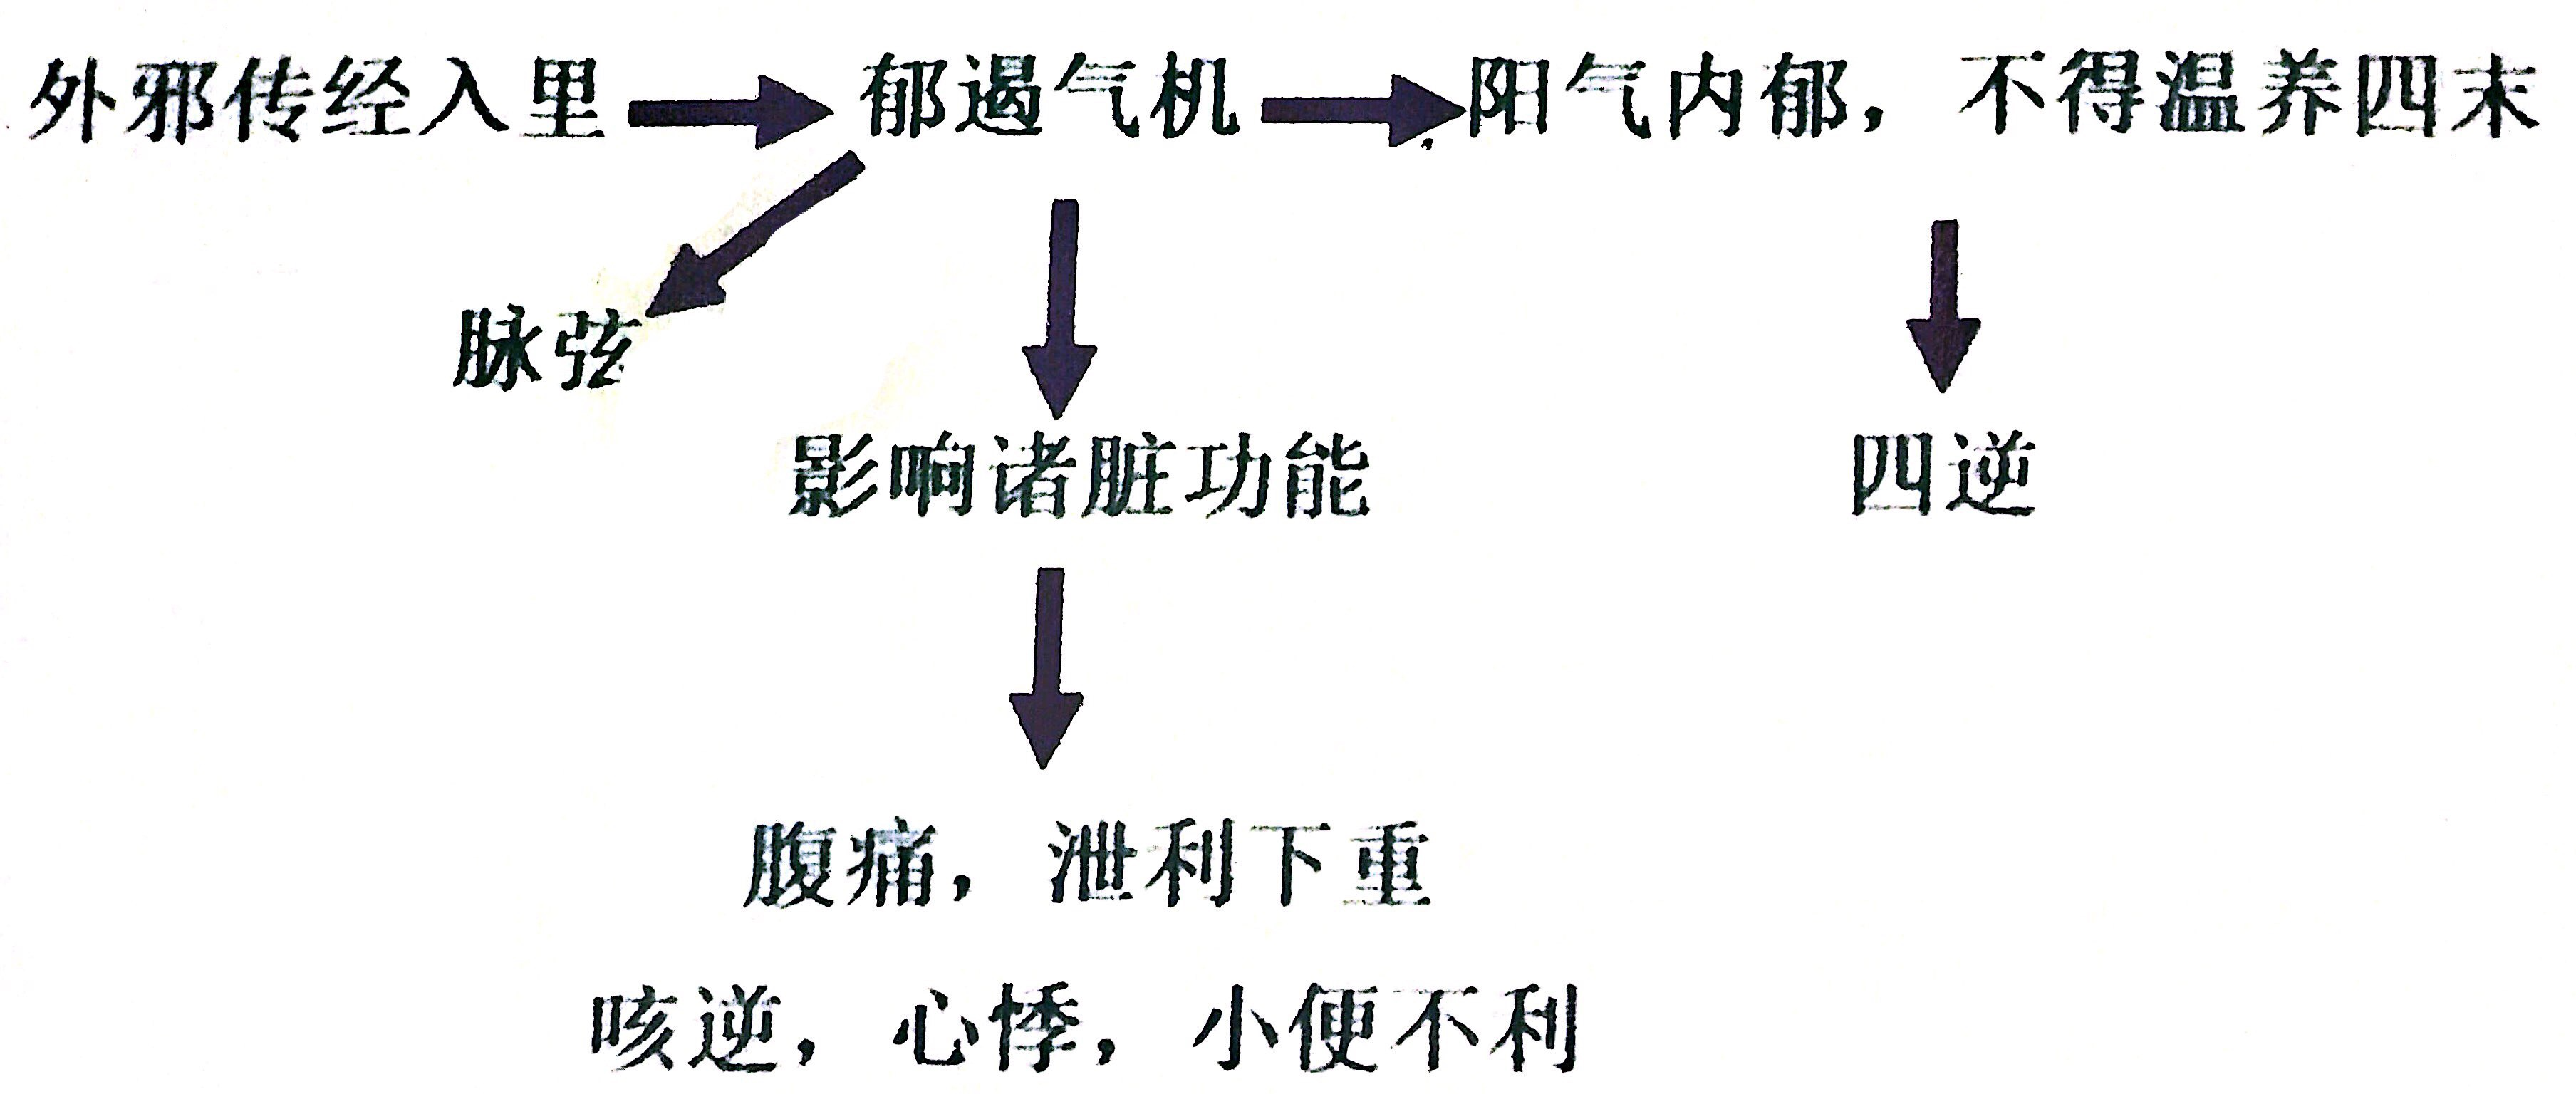 外邪传经入里 郁遏气机 阳气内郁，不得温养四末
脉弦
影响诸脏功能 四逆
腹痛，泄利下重
咳逆，心悸，小便不利